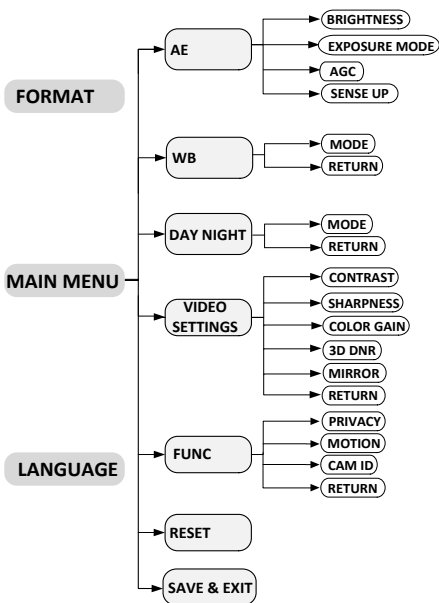 FORMAT
MAIN MENU
LANGUAGE
AE
BRIGHTNESS
EXPOSURE MODE
AGC
SENSE UP
WB
MODE
RETURN
DAY NIGHT
MODE
RETURN
VIDEO
SETTINGS
CONTRAST
SHARPNESS
COLOR GAIN
3D DNR
MIRROR
RETURN
FUNC
PRIVACY
MOTION
CAM ID
RETURN
RESET
SAVE & EXIT